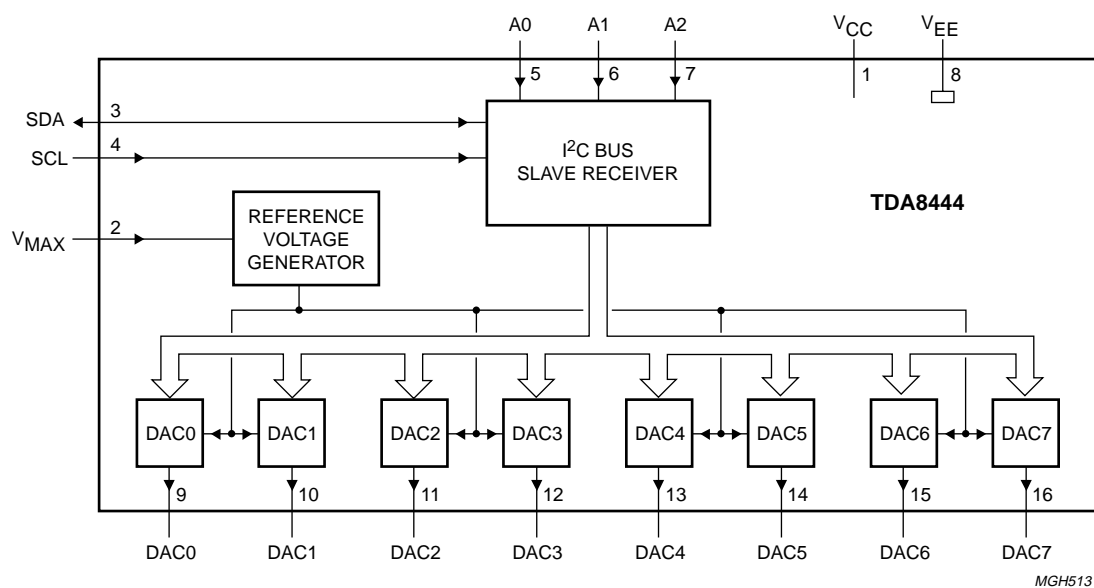 A0 A1 A2 VCC VEE
5 6 7 1 8
SDA 3
SCL 4
I²C BUS
SLAVE RECEIVER
TDA8444
VMAX 2
REFERENCE
VOLTAGE
GENERATOR
DAC0 DAC1 DAC2 DAC3 DAC4 DAC5 DAC6 DAC7
9 10 11 12 13 14 15 16
DAC0 DAC1 DAC2 DAC3 DAC4 DAC5 DAC6 DAC7
MGH513